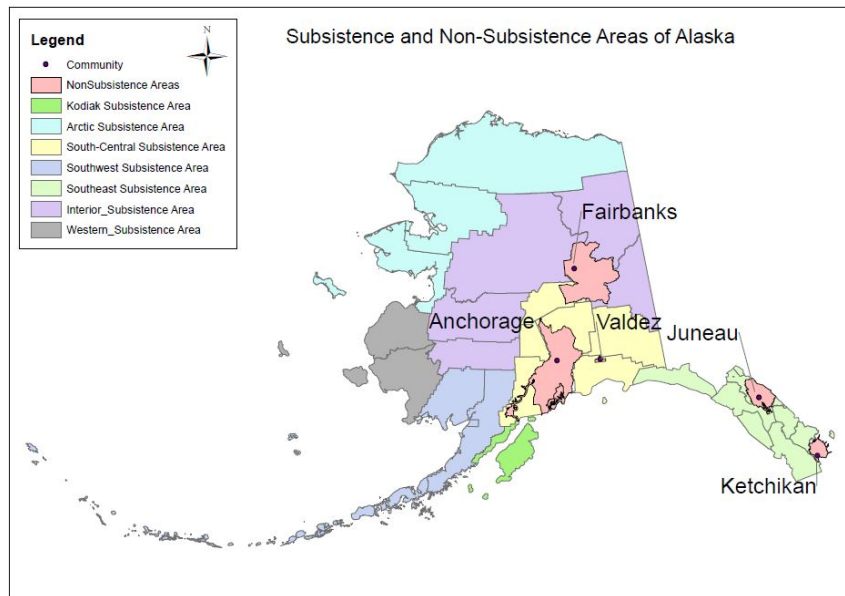 Subsistence and Non-Subsistence Areas of Alaska
Legend
N
Community
NonSubsistence Areas
Kodiak Subsistence Area
Arctic Subsistence Area
South-Central Subsistence Area
Southwest Subsistence Area
Southeast Subsistence Area
Interior_Subsistence Area
Western_Subsistence Area
Fairbanks
Anchorage
Valdez
Juneau
Ketchikan